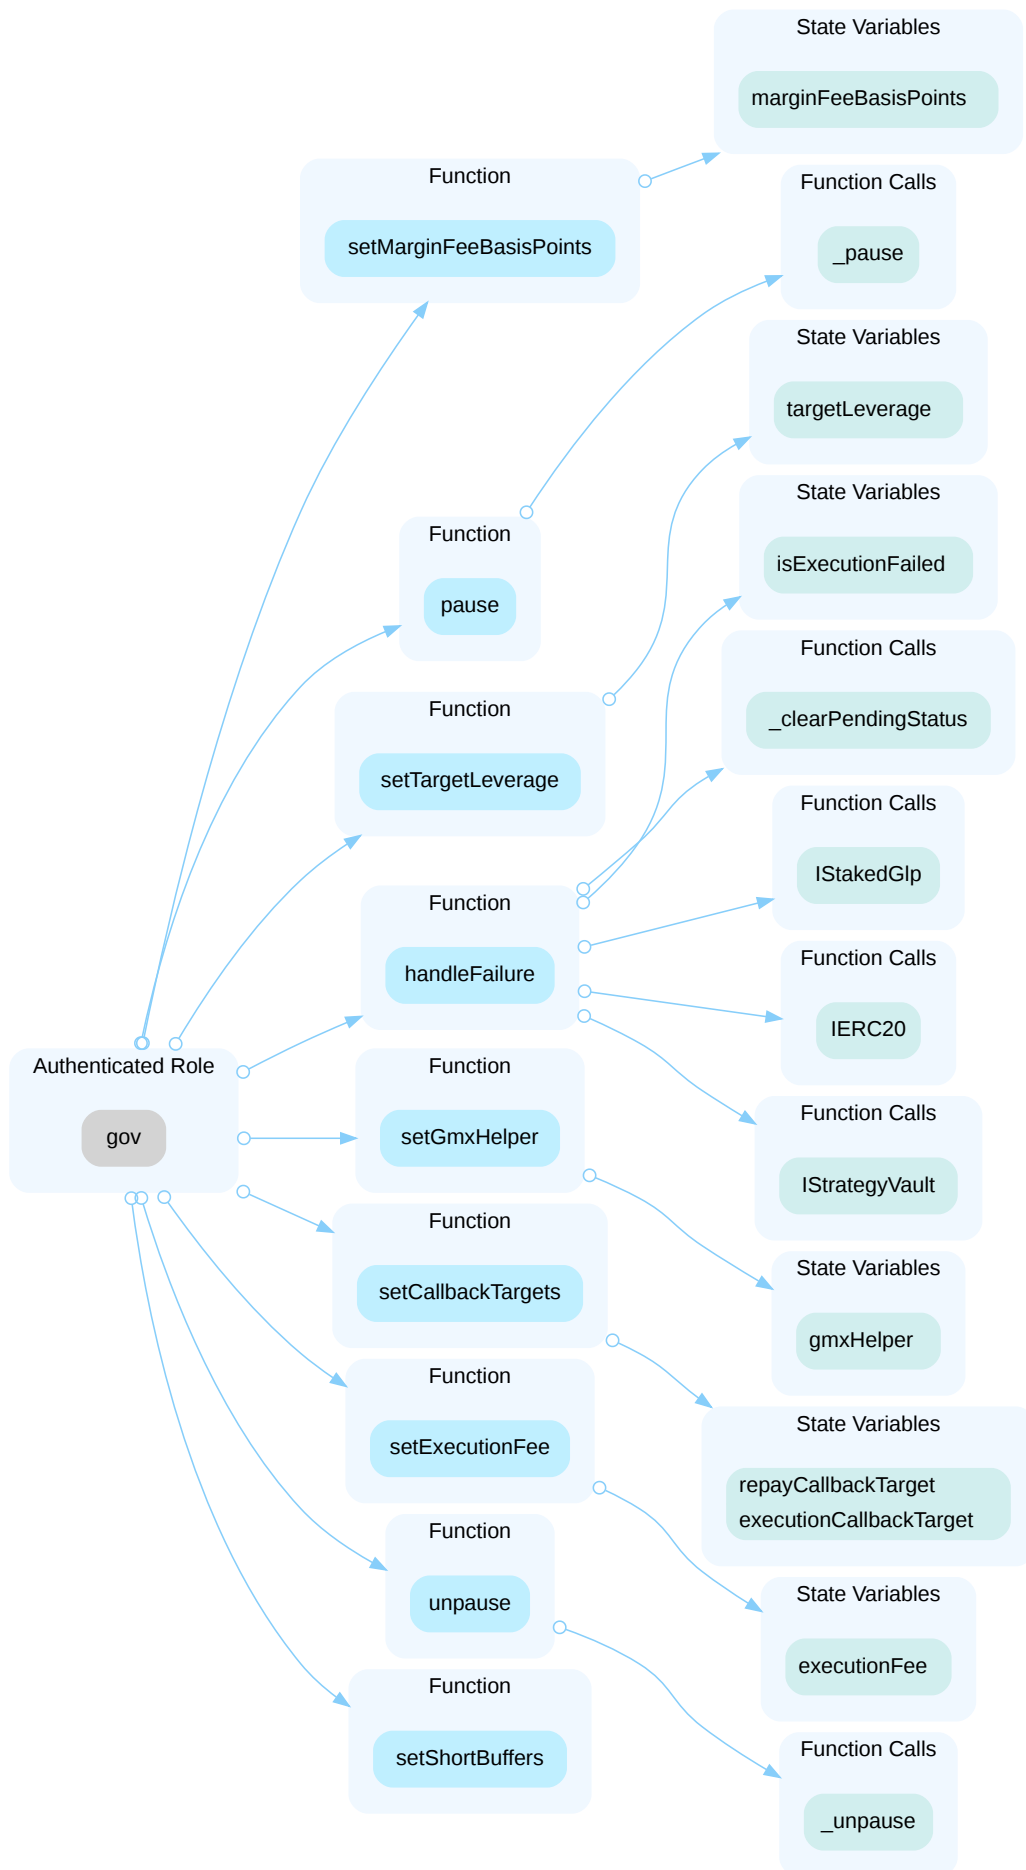 State Variables
marginFeeBasisPoints
Function
setMarginFeeBasisPoints
Function Calls
_pause
State Variables
targetLeverage
State Variables
isExecutionFailed
Function
pause
Function Calls
_clearPendingStatus
Function
setTargetLeverage
Function Calls
IStakedGlp
Function
handleFailure
Function Calls
IERC20
Authenticated Role
gov
Function
setGmxHelper
Function Calls
IStrategyVault
Function
setCallbackTargets
State Variables
gmxHelper
Function
setExecutionFee
State Variables
repayCallbackTarget
executionCallbackTarget
Function
unpause
State Variables
executionFee
Function
setShortBuffers
Function Calls
_unpause